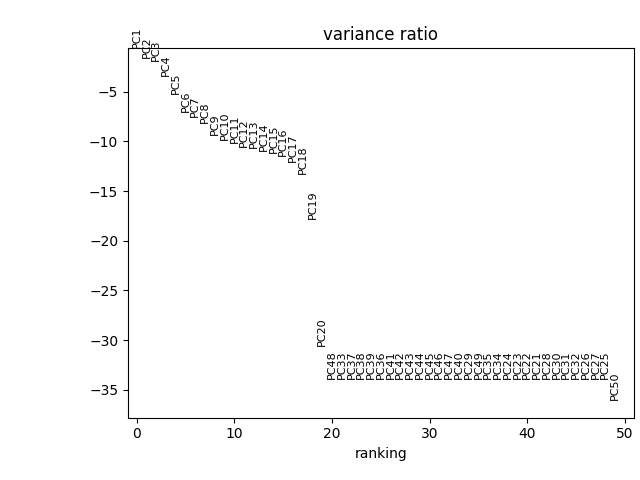 variance ratio
PC1
PC2
PC3
PC4
PC5
PC6
PC7
PC8
PC9
PC10
PC11
PC12
PC13
PC14
PC15
PC16
PC17
PC18
PC19
PC20
PC48
PC33
PC37
PC38
PC39
PC36
PC41
PC42
PC43
PC44
PC45
PC46
PC47
PC40
PC29
PC49
PC35
PC34
PC24
PC23
PC22
PC21
PC28
PC30
PC31
PC32
PC26
PC27
PC25
PC50
−5
−10
−15
−20
−25
−30
−35
0 10 20 30 40 50
ranking